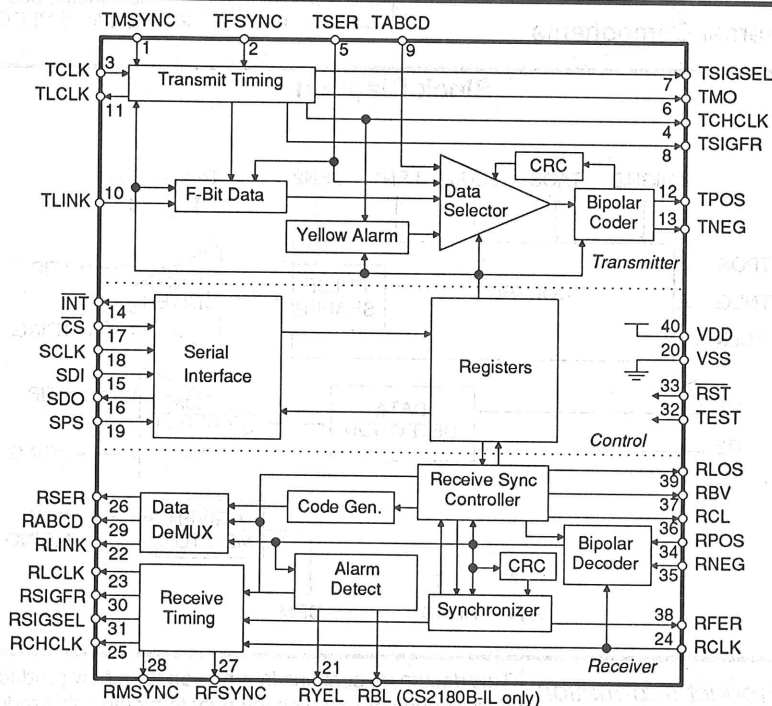 TMSYNC TFSYNC TSER TABCD
1 2 5 9
TCLK 3
TLCLK 11
Transmit Timing
TSIGSEL 7
TMO 6
TCHCLK 4
TSIGFR 8
TLINK 10
F-Bit Data
Yellow Alarm
Data Selector
CRC
Bipolar Coder
12 TPOS
13 TNEG
Transmitter
INT 14
CS 17
SCLK 18
SDI 15
SDO 16
SPS 19
Serial Interface
Registers
40 VDD
20 VSS
33 RST
32 TEST
Control
Receive Sync Controller
RLOS 39
RBV 37
RCL
36 RPOS
34 RNEG
35
RSER 26
RABCD 29
RLINK 22
Data DeMUX
Code Gen.
Bipolar Decoder
RLCLK 23
RSIGFR 30
RSIGSEL 31
RCHCLK 25
Receive Timing
Alarm Detect
CRC
Synchronizer
38 RFER
24 RCLK
Receiver
28 27 21
RMSYNC RFSYNC RYEL RBL (CS2180B-IL only)